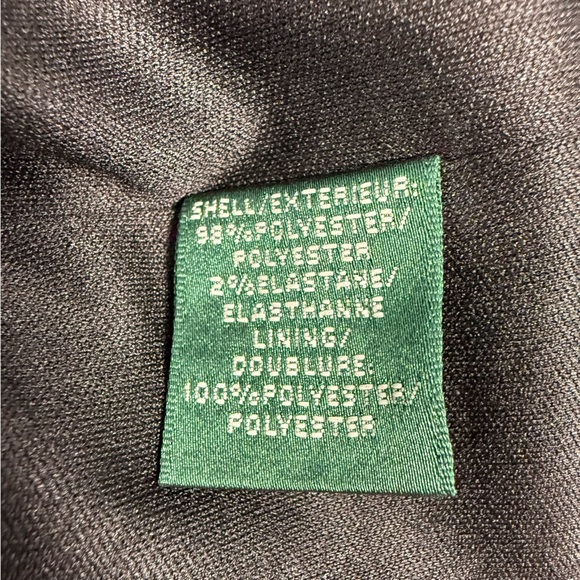 SHELL/EXTERIEUR:
98%POLYESTER/
POLYESTER
2%ELASTANE/
ELASTHANNE
LINING/
DOUBLURE:
100%POLYESTER/
POLYESTER